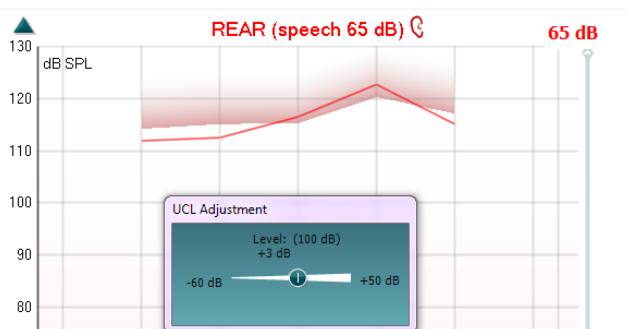 REAR (speech 65 dB)
65 dB
130
dB SPL
120
110
100
UCL Adjustment
Level: (100 dB)
+3 dB
90
-60 dB
+50 dB
80